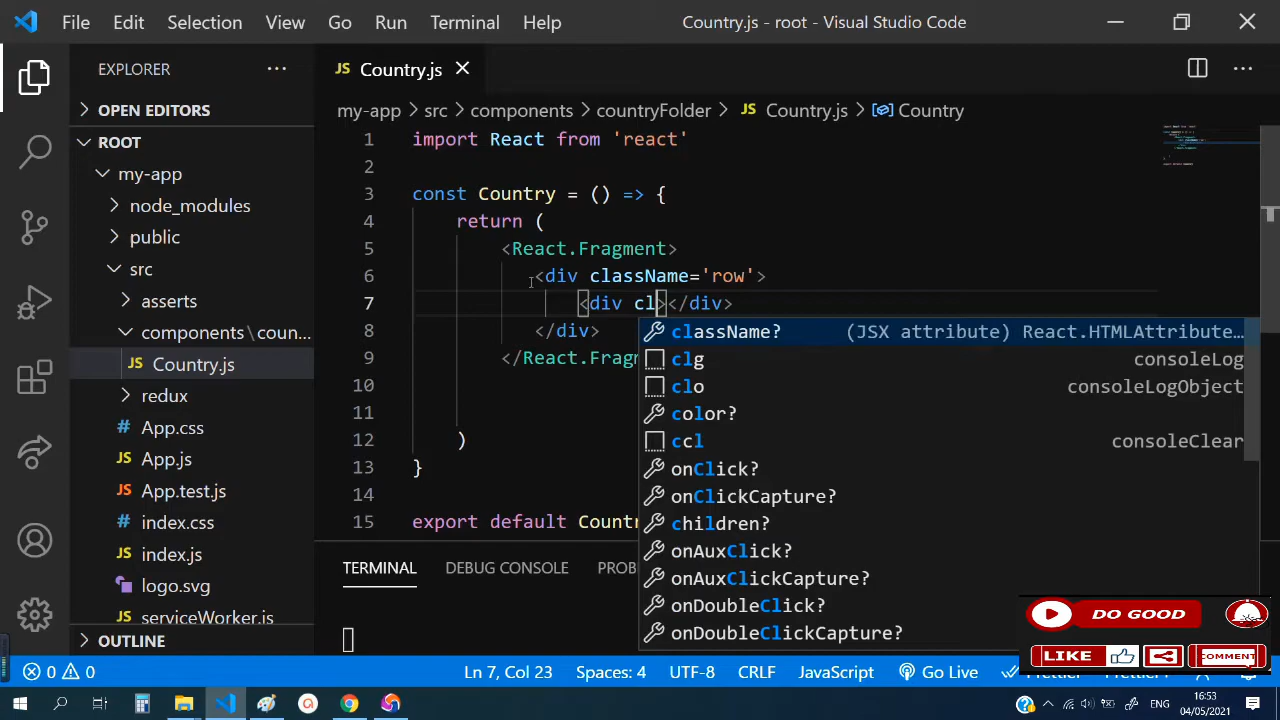 File Edit Selection View Go Run Terminal Help Country.js - root - Visual Studio Code
EXPLORER
OPEN EDITORS
ROOT
my-app
node_modules
public
src
asserts
components\coun...
JS Country.js
redux
# App.css
JS App.js
JS App.test.js
# index.css
JS index.js
logo.svg
serviceWorker.js
OUTLINE
JS Country.js
my-app > src > components > countryFolder > JS Country.js > Country
1 import React from 'react'
2
3 const Country = () => {
4 return (
5 <React.Fragment>
6 <div className='row'>
7 <div cl></div>
8 </div>
9 </React.Fragm
10
11
12 )
13 }
14
15 export default Countr
className? (JSX attribute) React.HTMLAttribute...
clg consoleLog
clo consoleLogObject
color?
ccl consoleClear
onClick?
onClickCapture?
children?
onAuxClick?
onAuxClickCapture?
onDoubleClick?
onDoubleClickCapture?
TERMINAL DEBUG CONSOLE PROB
DO GOOD
LIKE COMMENT
0 0 Ln 7, Col 23 Spaces: 4 UTF-8 CRLF JavaScript Go Live
ENG 16:53
04/05/2021